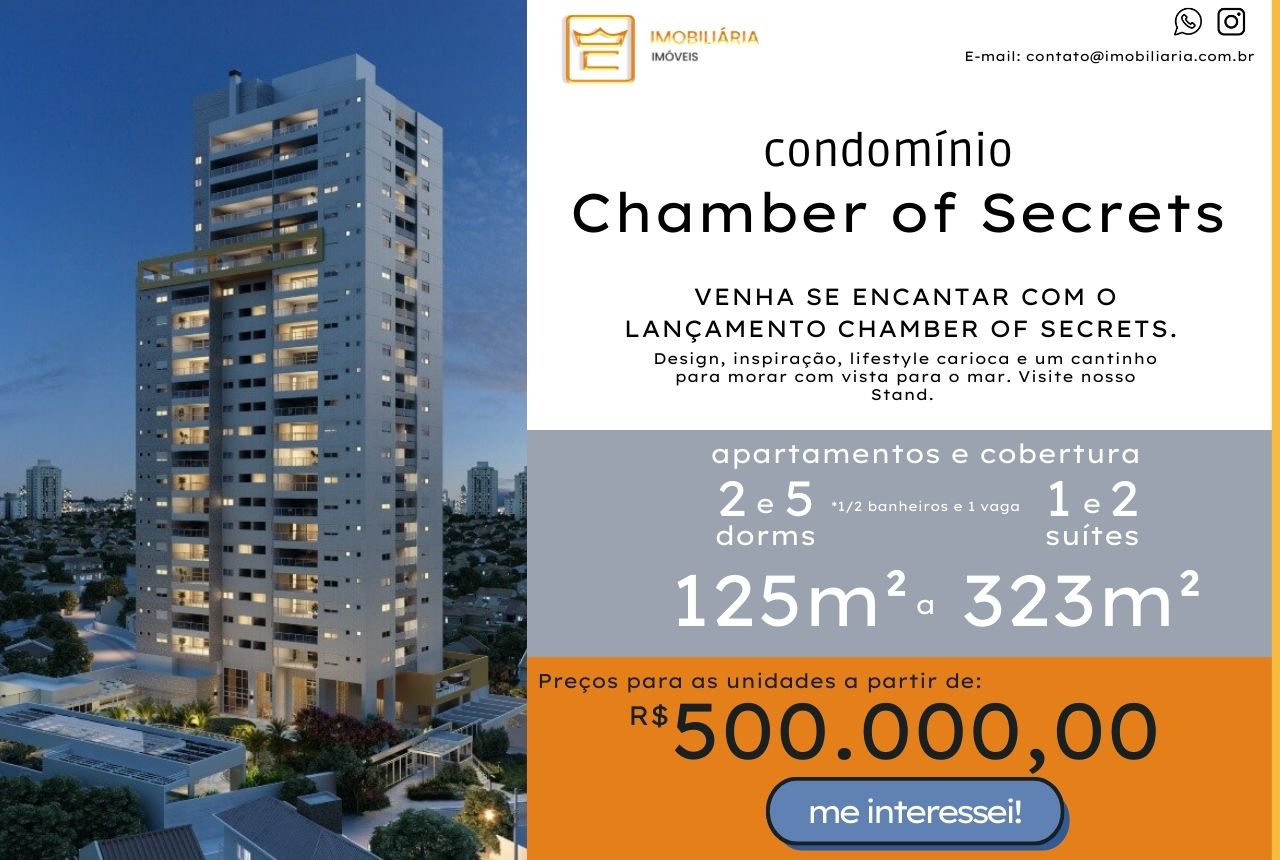 IMOBILIÁRIA
IMÓVEIS
E-mail: contato@imobiliaria.com.br
condomínio
Chamber of Secrets
VENHA SE ENCANTAR COM O
LANÇAMENTO CHAMBER OF SECRETS.
Design, inspiração, lifestyle carioca e um cantinho
para morar com vista para o mar. Visite nosso
Stand.
apartamentos e cobertura
2 e 5 *1/2 banheiros e 1 vaga 1 e 2
dorms suítes
125m² a 323m²
Preços para as unidades a partir de:
R$500.000,00
me interessei!